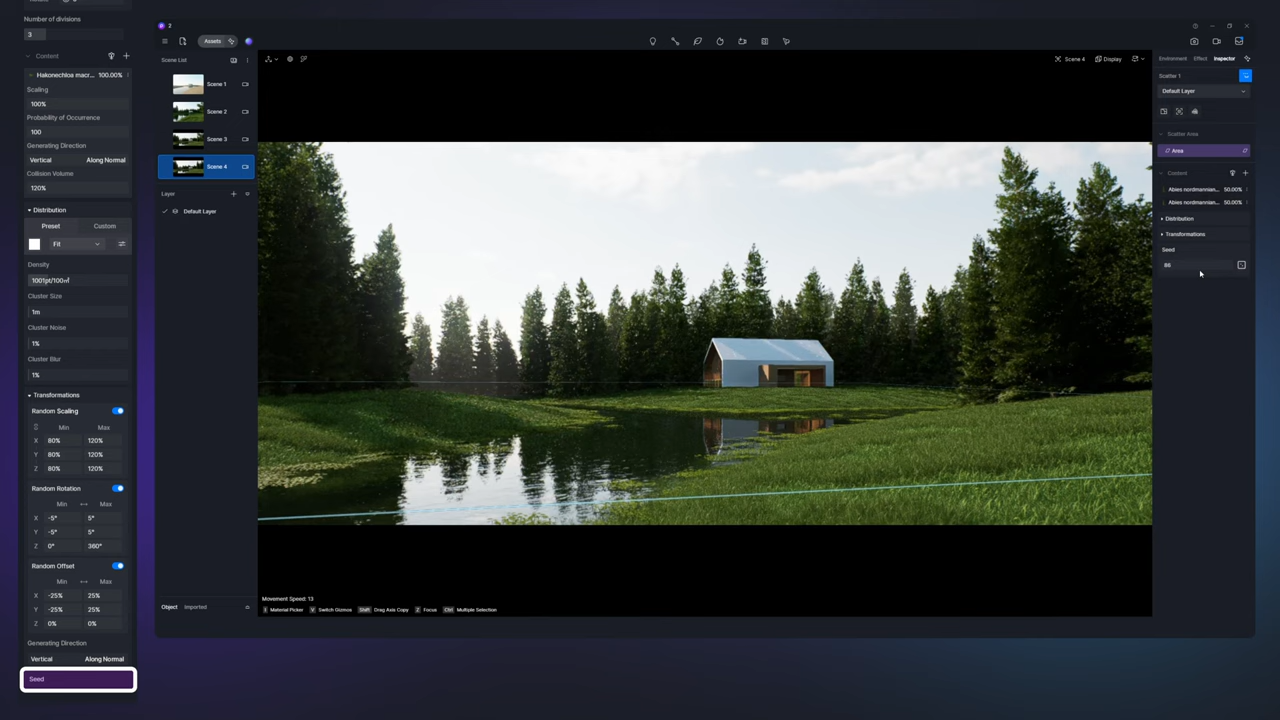 Number of divisions
3
Content
Hakonechloa macr... 100.00%
Scaling
100%
Probability of Occurrence
100
Generating Direction
Vertical Along Normal
Collision Volume
120%
Distribution
Preset Custom
Fit
Density
1001pt/100㎡
Cluster Size
1m
Cluster Noise
1%
Cluster Blur
1%
Transformations
Random Scaling
Min Max
X 80% 120%
Y 80% 120%
Z 80% 120%
Random Rotation
Min Max
X -5° 5°
Y -5° 5°
Z 0° 360°
Random Offset
Min Max
X -25% 25%
Y -25% 25%
Z 0% 0%
Generating Direction
Vertical Along Normal
Seed
2
Assets
Scene List
Scene 1
Scene 2
Scene 3
Scene 4
Layer
Default Layer
Object Imported
Scene 4 Display
Movement Speed: 13
I Material Picker V Switch Gizmos Shift Drag Axis Copy Z Focus Ctrl Multiple Selection
Environment Effect Inspector
Scatter 1
Default Layer
Scatter Area
Area
Content
Abies nordmannian... 50.00%
Abies nordmannian... 50.00%
Distribution
Transformations
Seed
86